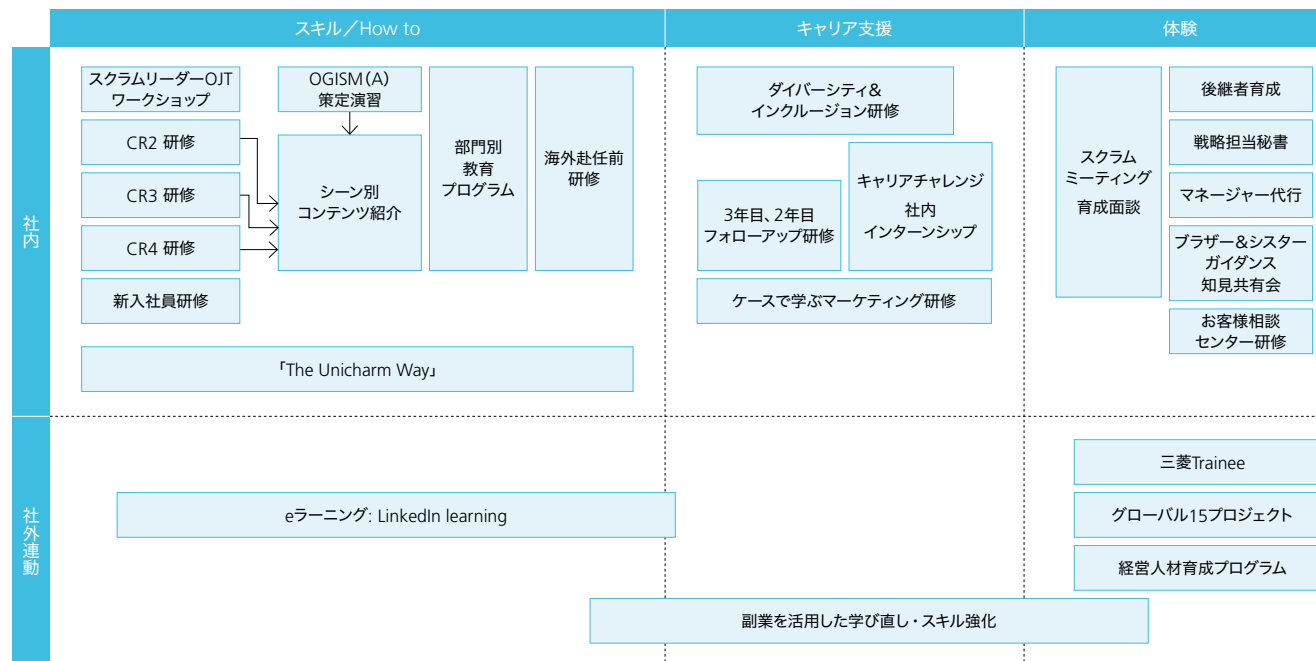 スキル／How to
キャリア支援
体験
社内
スクラムリーダーOJT
ワークショップ
CR2 研修
CR3 研修
CR4 研修
新入社員研修
OGISM（A）
策定演習
シーン別
コンテンツ紹介
部門別
教育
プログラム
海外赴任前
研修
「The Unicharm Way」
ダイバーシティ＆
インクルージョン研修
3年目、2年目
フォローアップ研修
キャリアチャレンジ
社内
インターンシップ
ケースで学ぶマーケティング研修
スクラム
ミーティング
育成面談
後継者育成
戦略担当秘書
マネージャー代行
ブラザー＆シスター
ガイダンス
知見共有会
お客様相談
センター研修
社外連動
eラーニング: LinkedIn learning
三菱Trainee
グローバル15プロジェクト
経営人材育成プログラム
副業を活用した学び直し・スキル強化